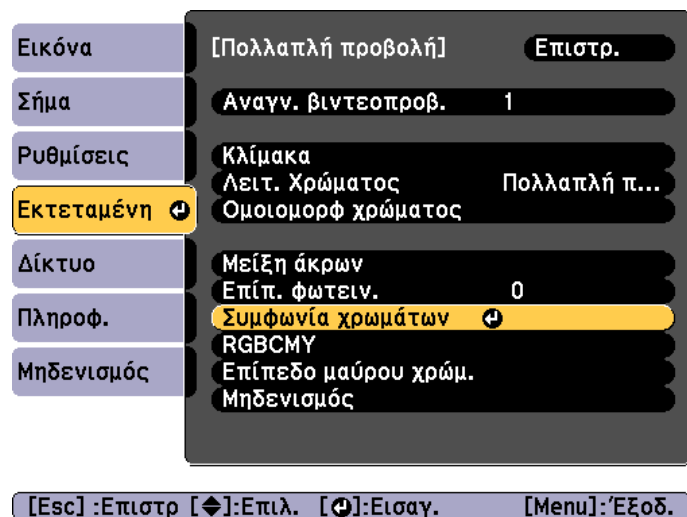 Εικόνα
Σήμα
Ρυθμίσεις
Εκτεταμένη
Δίκτυο
Πληροφ.
Μηδενισμός
[Πολλαπλή προβολή] Επιστρ.
Αναγν. βιντεοπροβ. 1
Κλίμακα
Λειτ. Χρώματος Πολλαπλή π...
Ομοιομορφ χρώματος
Μείξη άκρων
Επίπ. φωτειν. 0
Συμφωνία χρωμάτων
RGBCMY
Επίπεδο μαύρου χρώμ.
Μηδενισμός
[Esc] :Επιστρ [◆]:Επιλ. [↵]:Εισαγ. [Menu]:Έξοδ.